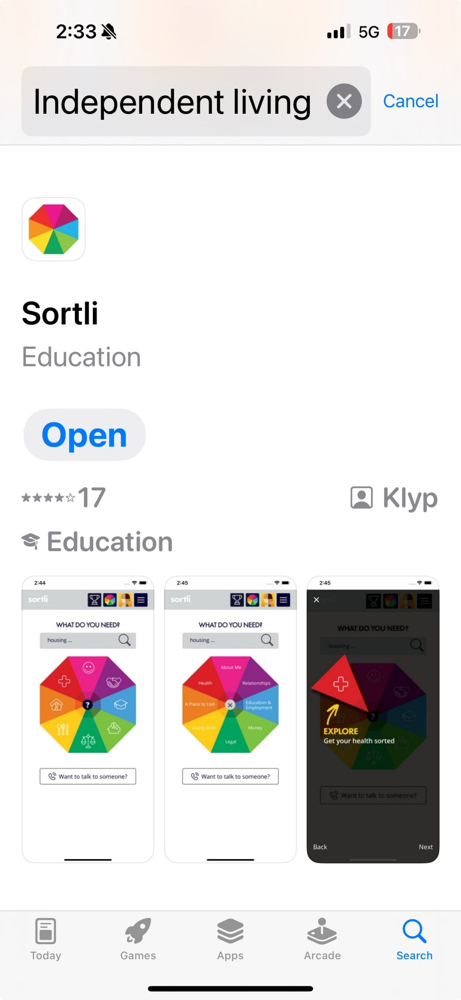 2:33
5G
17
Independent living
Cancel
Sortli
Education
Open
17
Klyp
Education
2:44
sortli
WHAT DO YOU NEED?
housing ...
?
Want to talk to someone?
2:45
sortli
WHAT DO YOU NEED?
housing ...
About Me
Health
Relationships
A Place to Live
Education &
Employment
Living Skills
Money
Legal
Want to talk to someone?
2:45
sortli
WHAT DO YOU NEED?
housing ...
?
EXPLORE
Get your health sorted
Want to talk to someone?
Back
Next
Today
Games
Apps
Arcade
Search